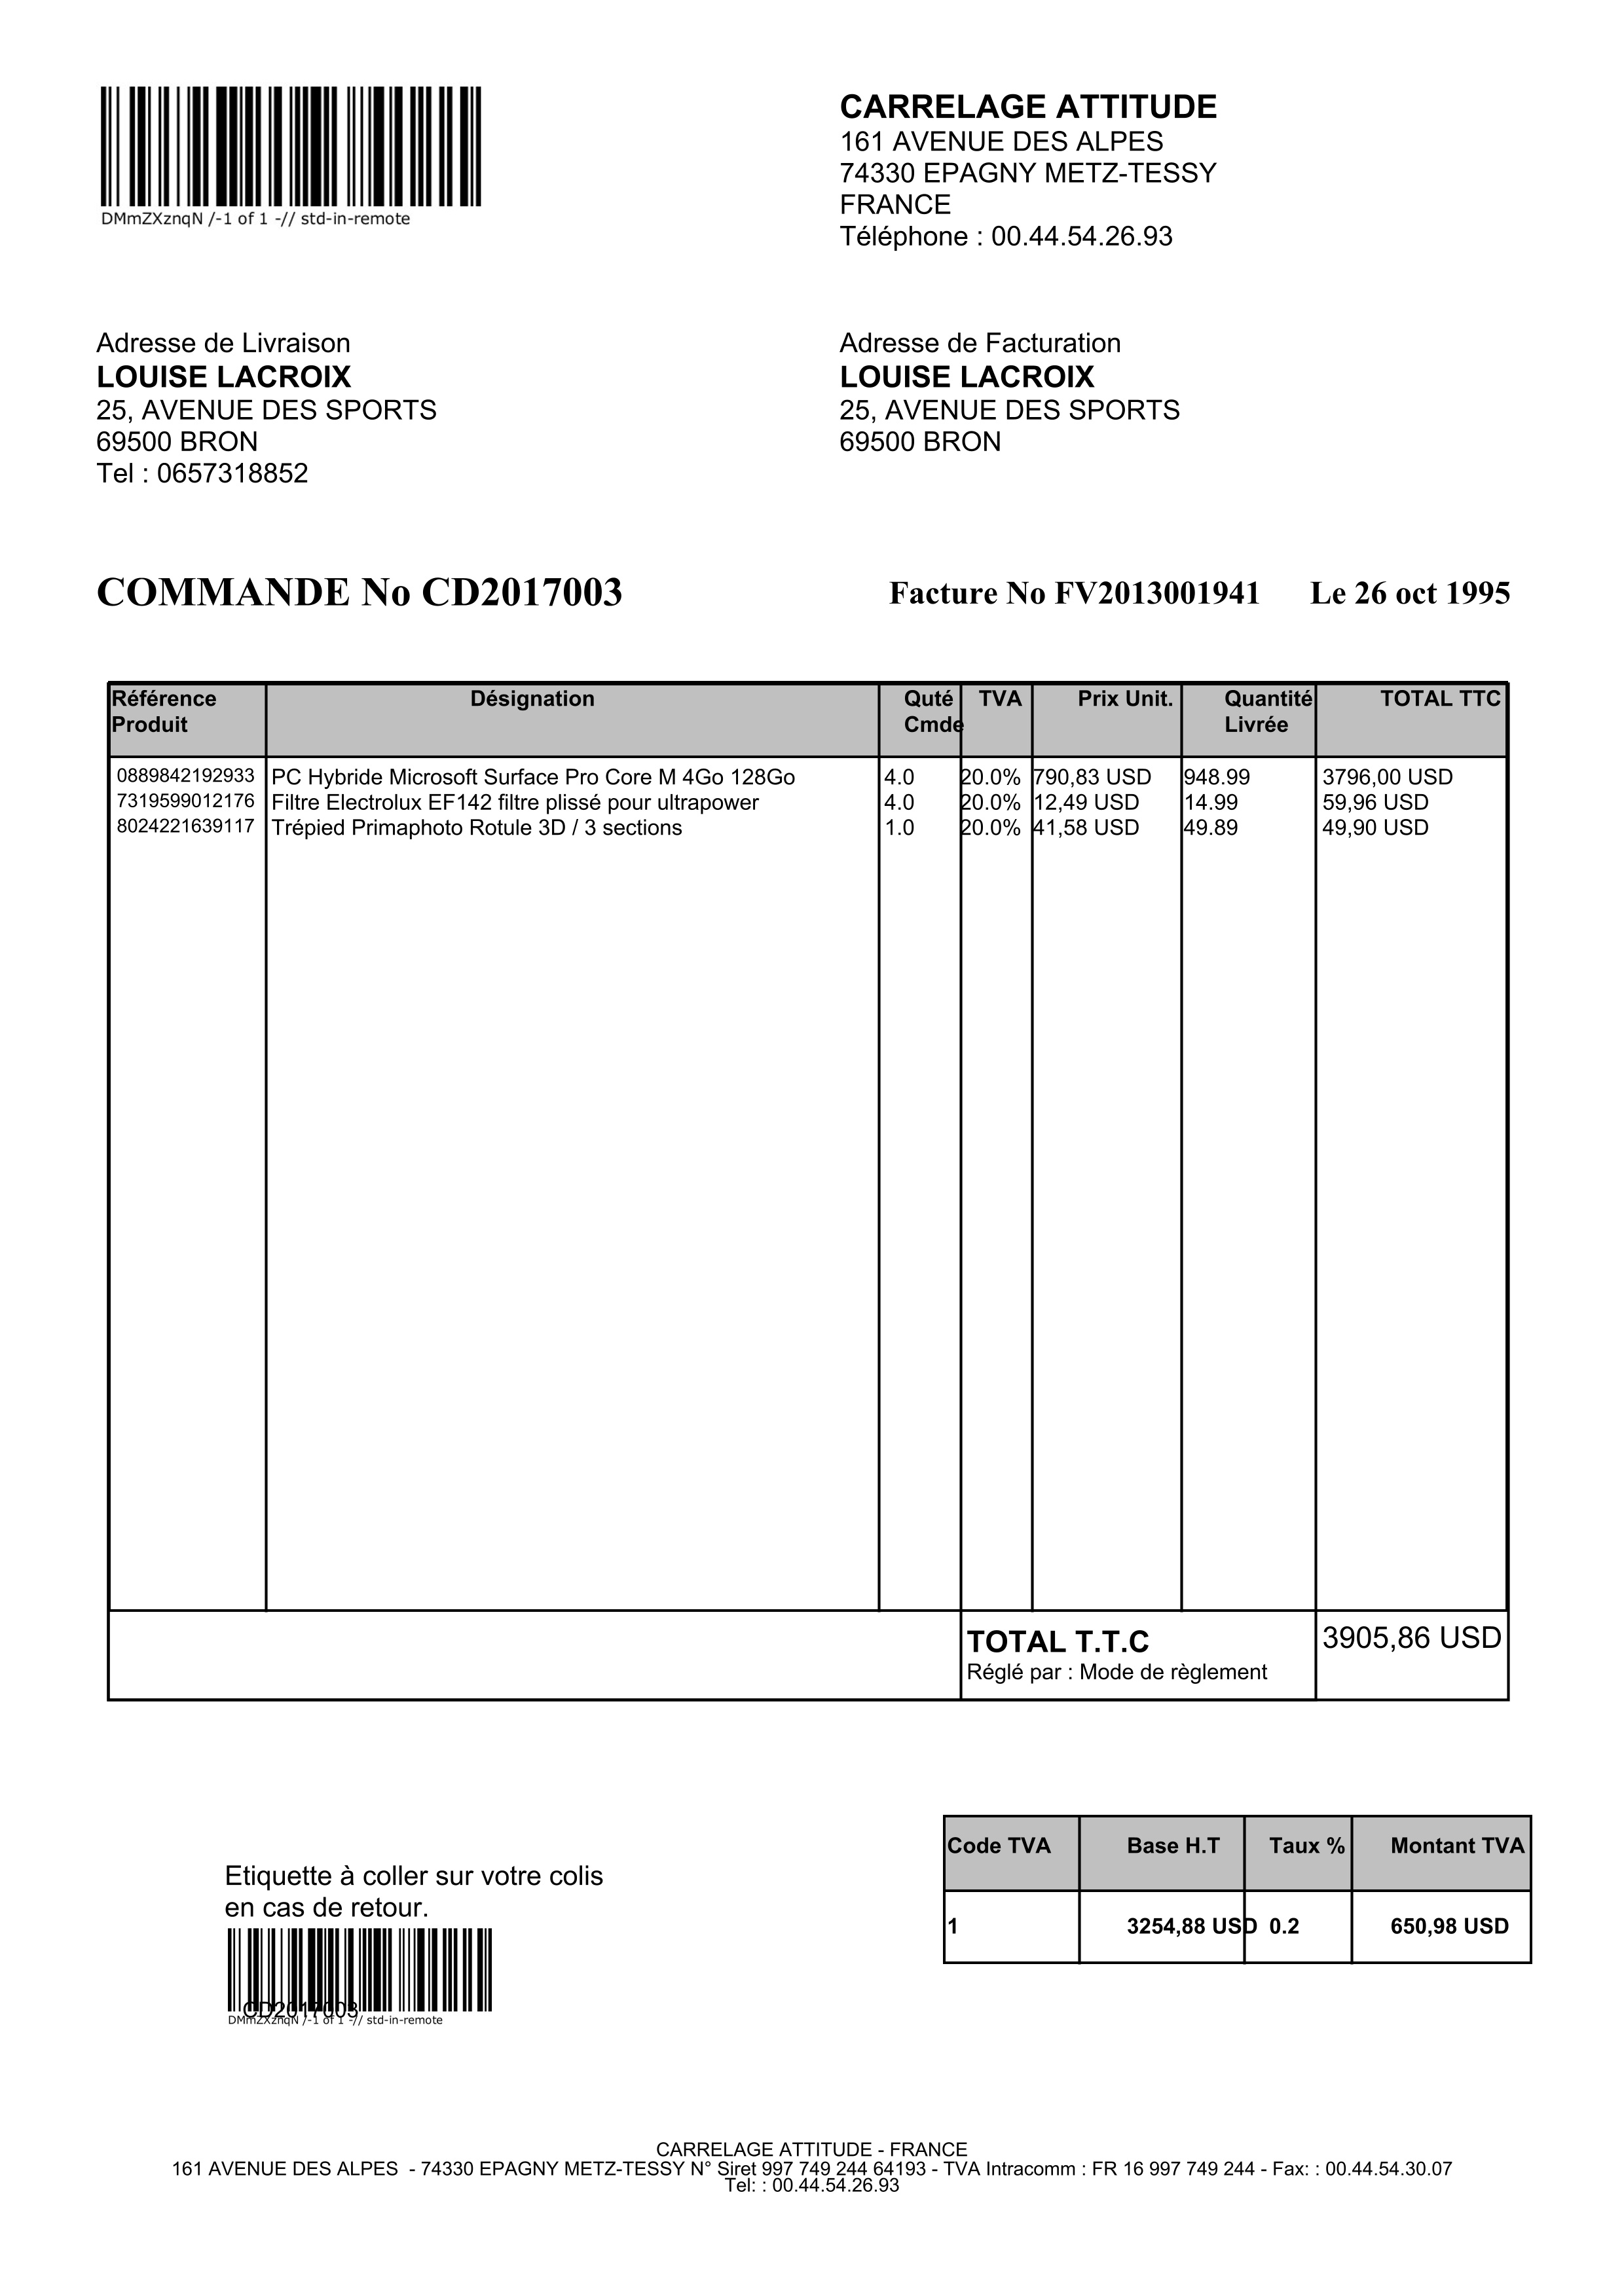 DMmZXznqN /-1 of 1 -// std-in-remote
CARRELAGE ATTITUDE
161 AVENUE DES ALPES
74330 EPAGNY METZ-TESSY
FRANCE
Téléphone : 00.44.54.26.93
Adresse de Livraison
LOUISE LACROIX
25, AVENUE DES SPORTS
69500 BRON
Tel : 0657318852
Adresse de Facturation
LOUISE LACROIX
25, AVENUE DES SPORTS
69500 BRON
COMMANDE No CD2017003 Facture No FV2013001941 Le 26 oct 1995
Référence Produit Désignation Quté Cmde TVA Prix Unit. Quantité Livrée TOTAL TTC
0889842192933 PC Hybride Microsoft Surface Pro Core M 4Go 128Go 4.0 20.0% 790,83 USD 948.99 3796,00 USD
7319599012176 Filtre Electrolux EF142 filtre plissé pour ultrapower 4.0 20.0% 12,49 USD 14.99 59,96 USD
8024221639117 Trépied Primaphoto Rotule 3D / 3 sections 1.0 20.0% 41,58 USD 49.89 49,90 USD
TOTAL T.T.C 3905,86 USD
Réglé par : Mode de règlement
Code TVA Base H.T Taux % Montant TVA
1 3254,88 USD 0.2 650,98 USD
Etiquette à coller sur votre colis
en cas de retour.
CD2017003
DMmZXznqN /-1 of 1 -// std-in-remote
CARRELAGE ATTITUDE - FRANCE
161 AVENUE DES ALPES  - 74330 EPAGNY METZ-TESSY N° Siret 997 749 244 64193 - TVA Intracomm : FR 16 997 749 244 - Fax: : 00.44.54.30.07
Tel: : 00.44.54.26.93